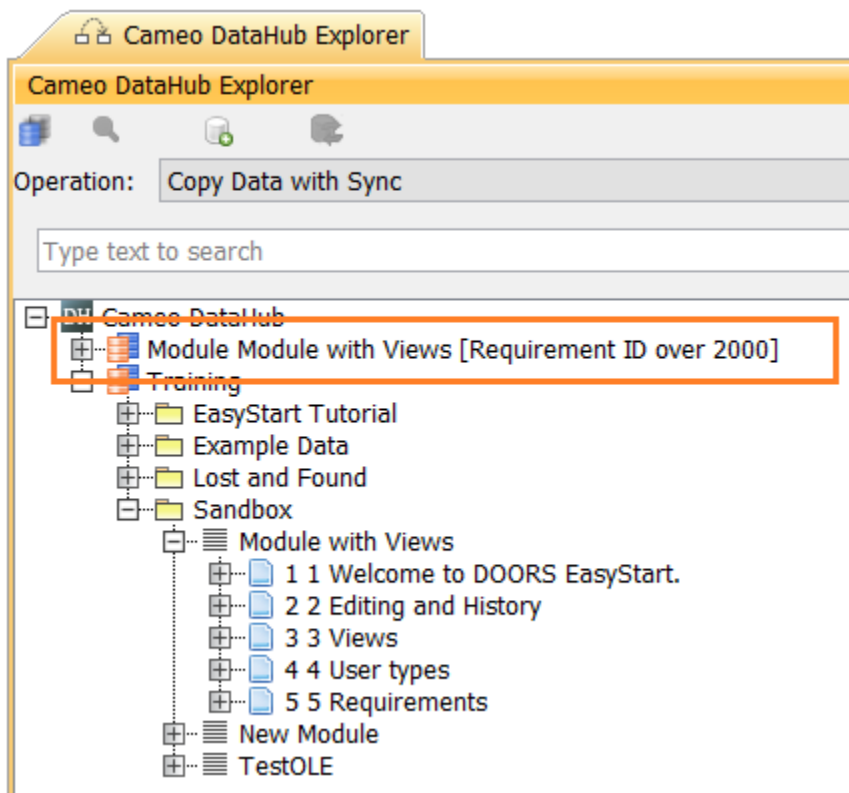 Cameo DataHub Explorer
Cameo DataHub Explorer
Operation: Copy Data with Sync
Type text to search
DH Cameo DataHub
Module Module with Views [Requirement ID over 2000]
Training
EasyStart Tutorial
Example Data
Lost and Found
Sandbox
Module with Views
1 1 Welcome to DOORS EasyStart.
2 2 Editing and History
3 3 Views
4 4 User types
5 5 Requirements
New Module
TestOLE